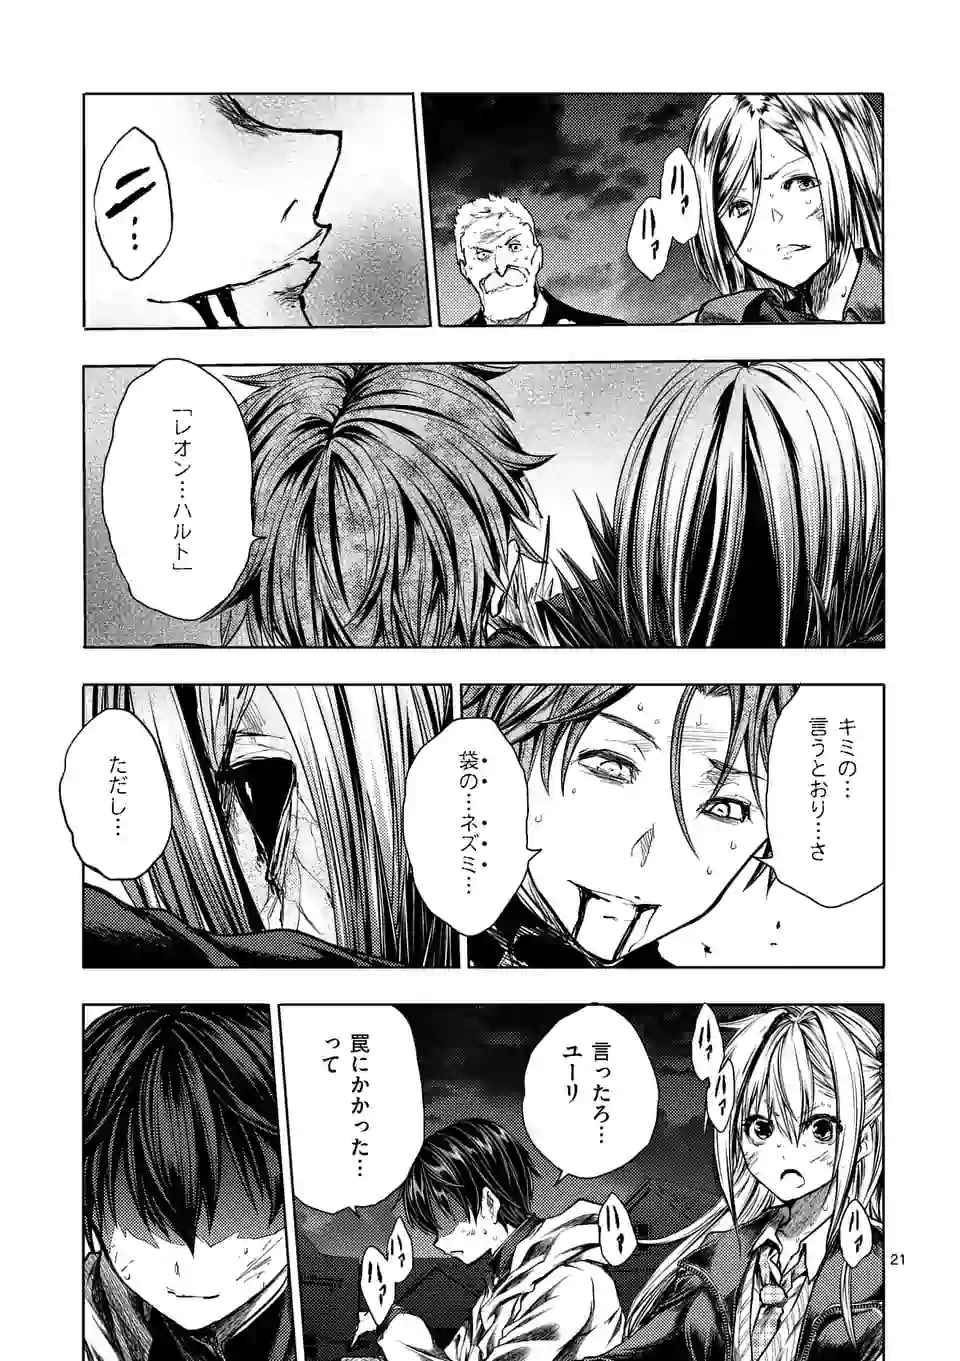 ハァ
ハァ
ニ…
「レオン…ハルト」
キミの…
言うとおり…さ
袋の…ネズミ…
ただし…
ハァ
ハァ
言ったろ…
ユーリ
罠にかかった…
って
ハァ
ハァ
21